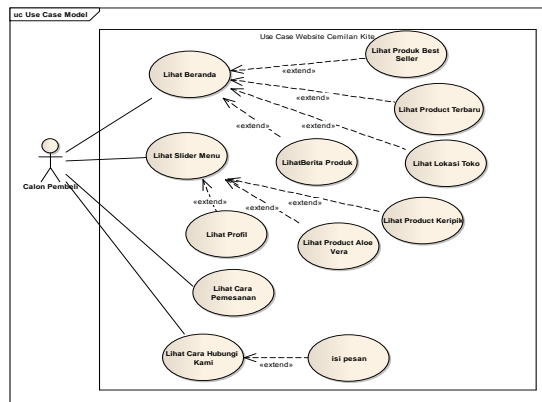 uc Use Case Model
Use Case Website Cemilan Kite
Lihat Produk Best
Seller
Lihat Beranda
«extend»
«extend»
Lihat Product Terbaru
«extend»
«extend»
Lihat Slider Menu
LihatBerita Produk
Lihat Lokasi Toko
Calon Pembeli
«extend»
«extend»
«extend»
Lihat Product Keripik
Lihat Profil
Lihat Product Aloe
Vera
Lihat Cara
Pemesanan
Lihat Cara Hubungi
Kami
isi pesan
«extend»